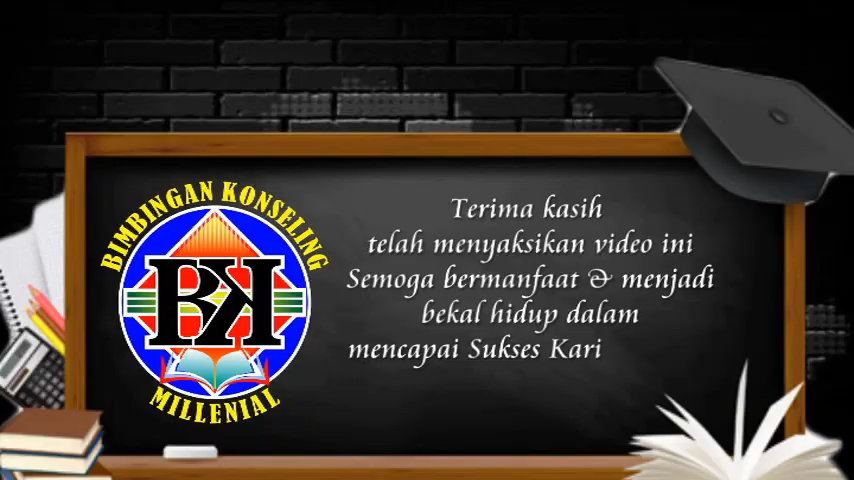 BIMBINGAN KONSELING
BK
MILLENIAL
Terima kasih
telah menyaksikan video ini
Semoga bermanfaat & menjadi
bekal hidup dalam
mencapai Sukses Kari